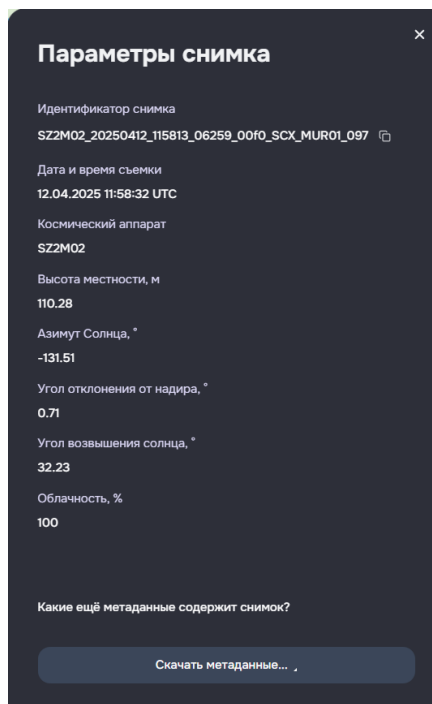 Параметры снимка
Идентификатор снимка
SZ2M02_20250412_115813_06259_00f0_SCX_MUR01_097
Дата и время съемки
12.04.2025 11:58:32 UTC
Космический аппарат
SZ2M02
Высота местности, м
110.28
Азимут Солнца, °
-131.51
Угол отклонения от надира, °
0.71
Угол возвышения солнца, °
32.23
Облачность, %
100
Какие ещё метаданные содержит снимок?
Скачать метаданные...